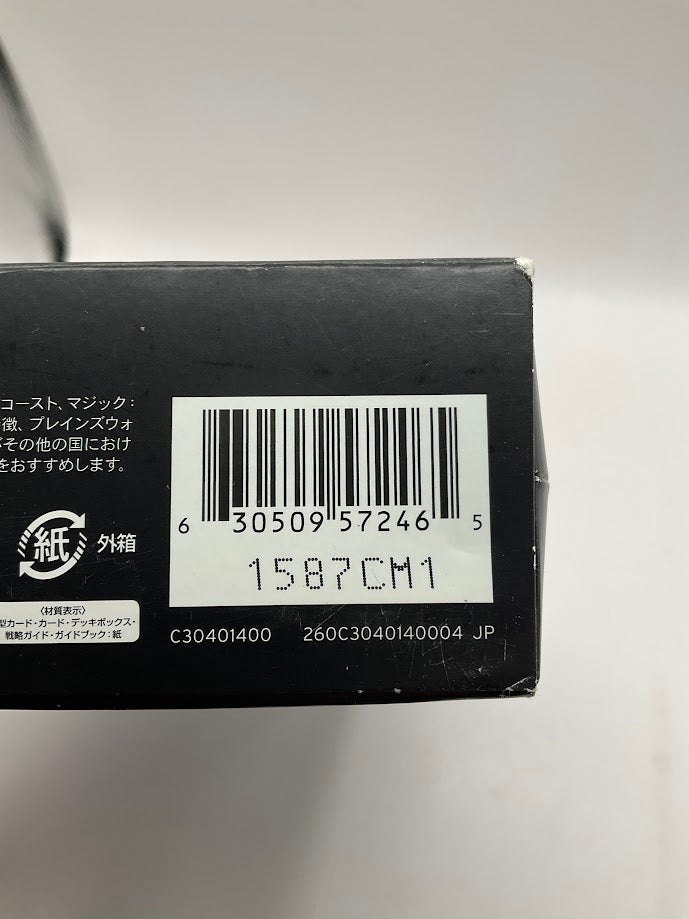 コースト、マジック:
徴、プレインズウォ
がその他の国におけ
をおすすめします。
紙 外箱
〈材質表示〉
型カード・カード・デッキボックス・
戦略ガイド・ガイドブック:紙
6 30509 57246 5
1587CM1
C30401400 260C3040140004 JP